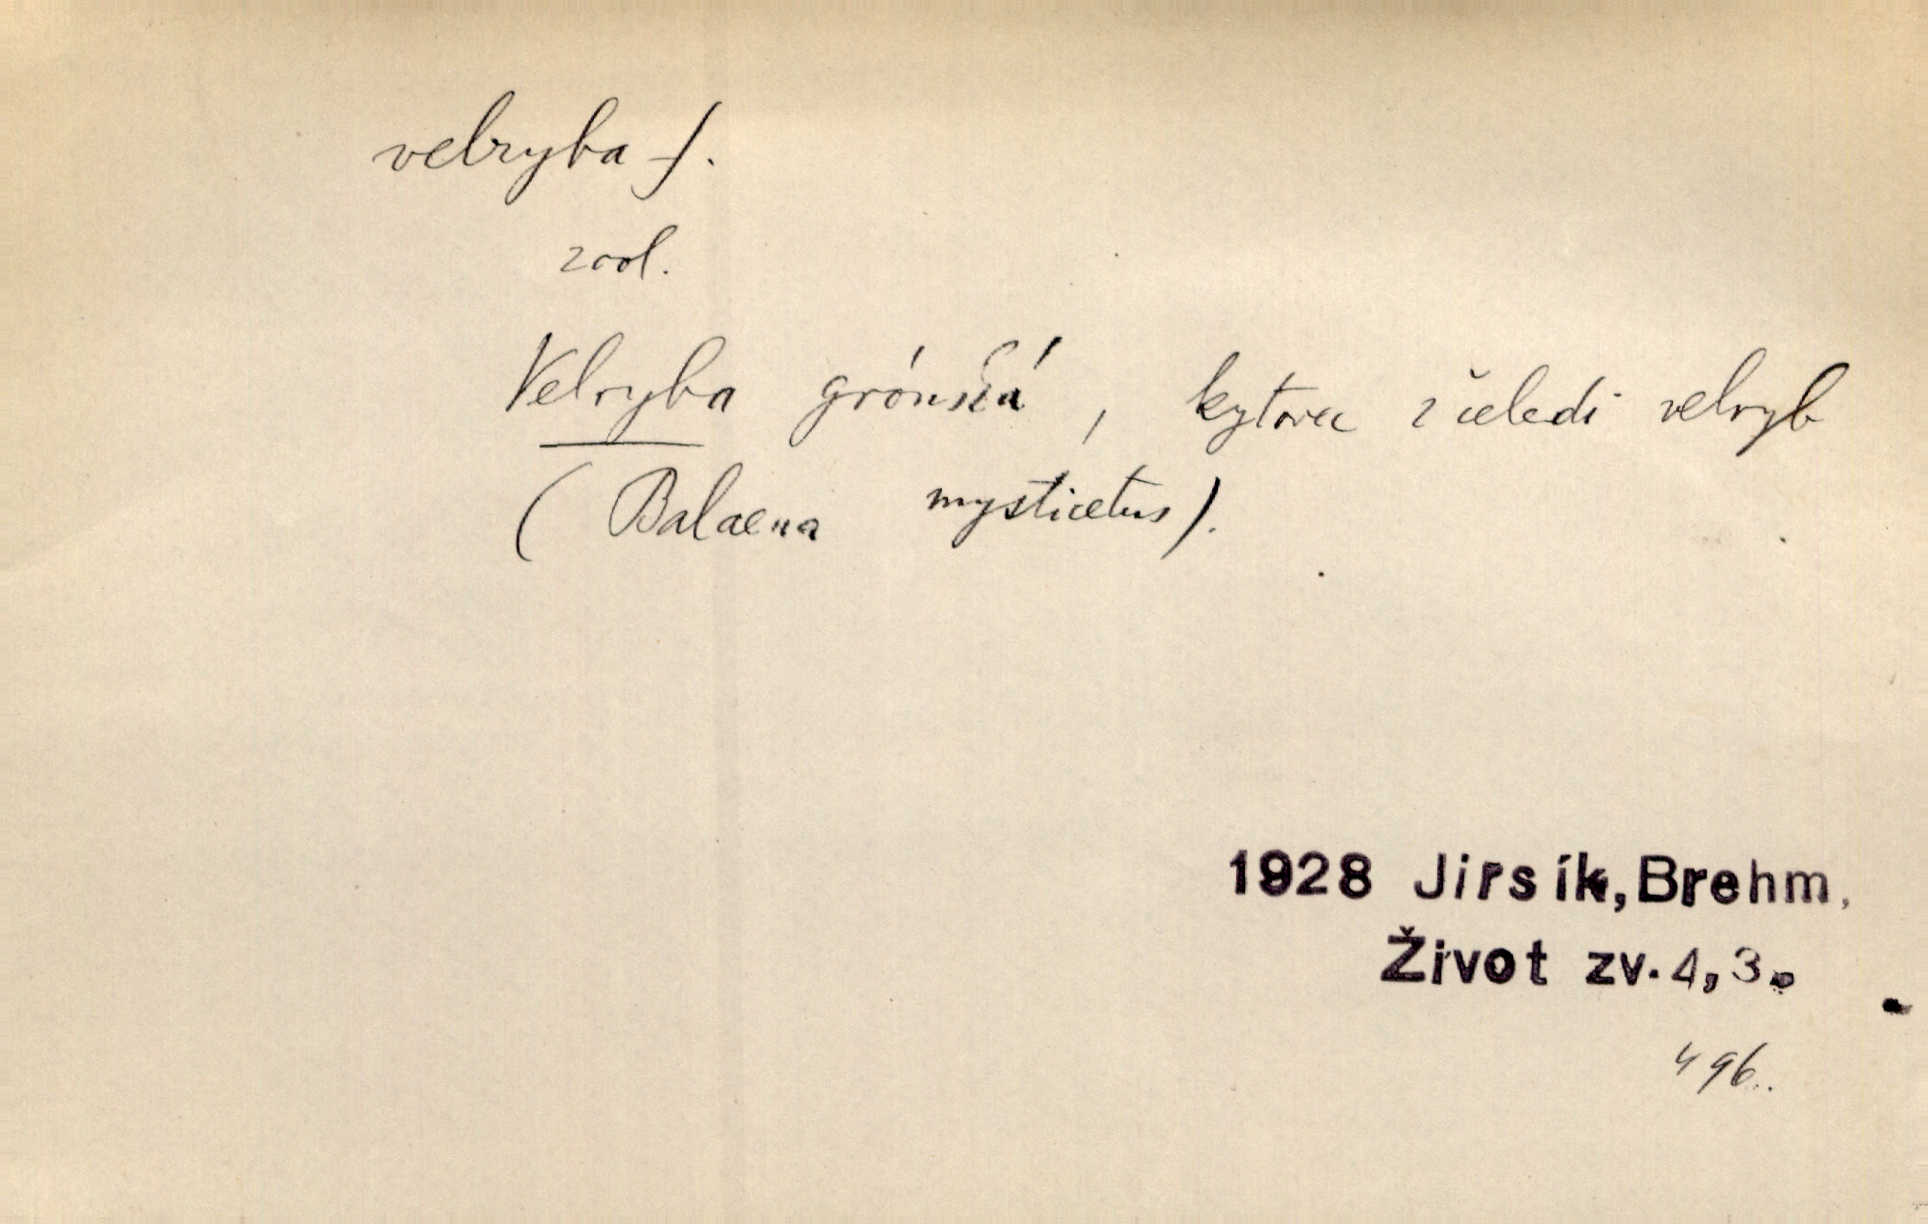 velryba f.
zool.
Velryba grónská, kytovec z čeledi velryb
(Balaena mysticetus).
1928 Jirsík, Brehm,
Život zv. 4, 3.
496.